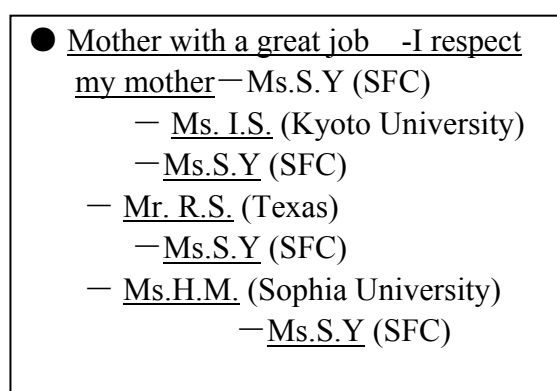 ● Mother with a great job -I respect
my mother－Ms.S.Y (SFC)
－ Ms. I.S. (Kyoto University)
－Ms.S.Y (SFC)
－ Mr. R.S. (Texas)
－Ms.S.Y (SFC)
－ Ms.H.M. (Sophia University)
－Ms.S.Y (SFC)